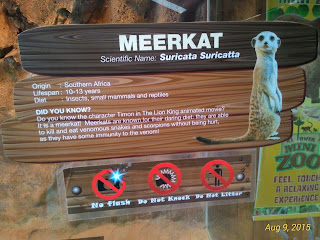 MEERKAT
Scientific Name: Suricata Suricatta
Origin : Southern Africa
Lifespan : 10-13 years
Diet : Insects, small mammals and reptiles
DID YOU KNOW?
Do you know the character Timon in The Lion King animated movie?
It is a meerkat! Meerkats are known for their daring diet: they are able
to kill and eat venomous snakes and scorpions without being hurt,
as they have some immunity to the venom!
No flash Do Not Knock Do Not Litter
ZOO
FEEL TOUCH
A RELAXING
EXPERIENCE
Aug 9, 2015